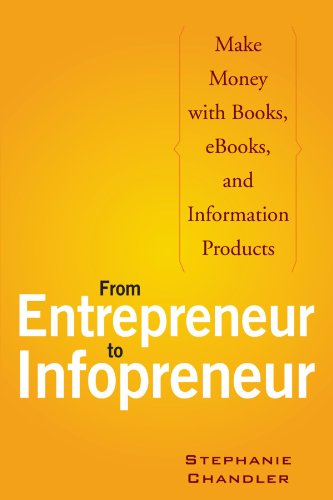 Make
Money
with Books,
eBooks,
and
Information
Products
From
Entrepreneur
to
Infopreneur
STEPHANIE
CHANDLER